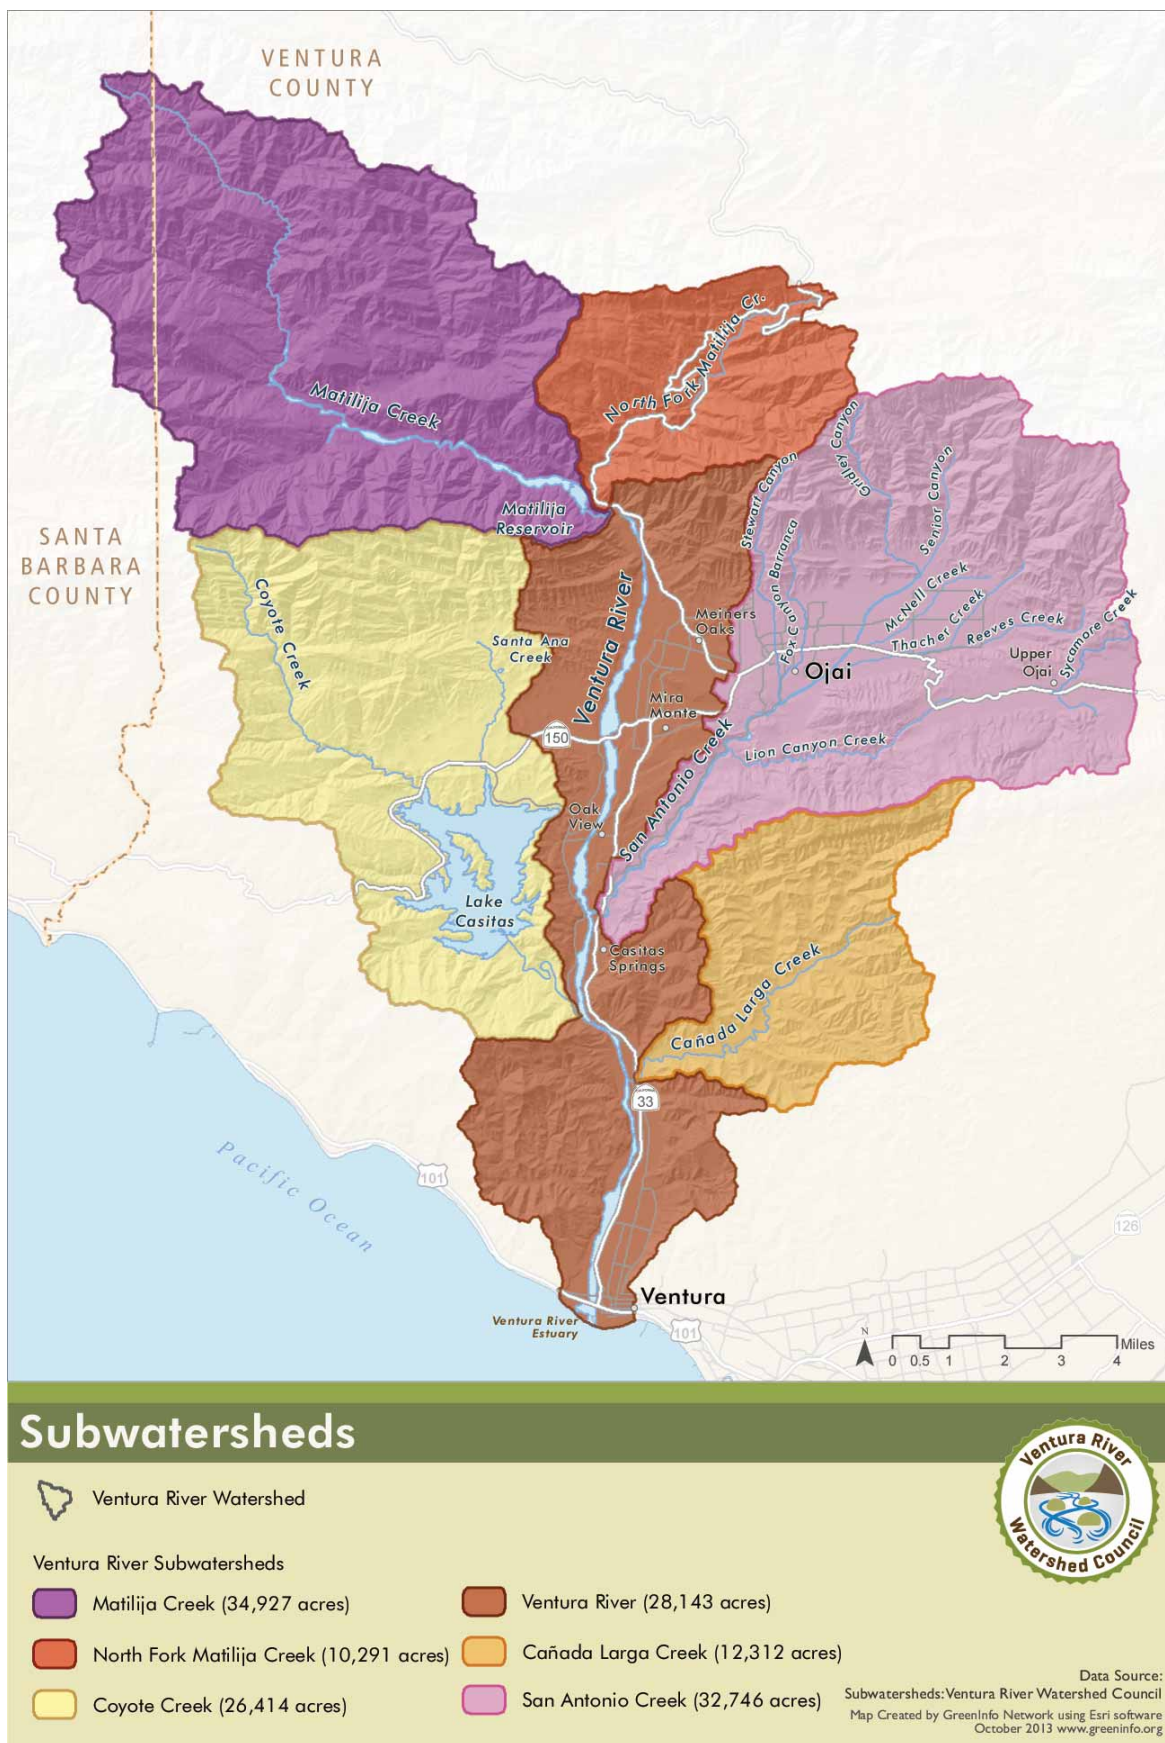 VENTURA
COUNTY
North Fork Matilija Cr.
Matilija Creek
Gridley Canyon
Stewart Canyon
Senior Canyon
Matilija
Reservoir
SANTA
BARBARA
COUNTY
Fox Canyon Barranca
Coyote Creek
McNell Creek
Thacher Creek
Reeves Creek
Sycamore Creek
Meiners
Oaks
Santa Ana
Creek
Ventura River
Upper
Ojai
Ojai
Mira
Monte
150
Lion Canyon Creek
San Antonio Creek
Oak
View
Lake
Casitas
Casitas
Springs
Cañada Larga Creek
33
Pacific Ocean
101
126
Ventura
Ventura River
Estuary
101
N
0 0.5 1 2 3 4 Miles
Subwatersheds
Ventura River
Watershed Council
Ventura River Watershed
Ventura River Subwatersheds
Matilija Creek (34,927 acres)
North Fork Matilija Creek (10,291 acres)
Coyote Creek (26,414 acres)
Ventura River (28,143 acres)
Cañada Larga Creek (12,312 acres)
San Antonio Creek (32,746 acres)
Data Source:
Subwatersheds: Ventura River Watershed Council
Map Created by GreenInfo Network using Esri software
October 2013 www.greeninfo.org